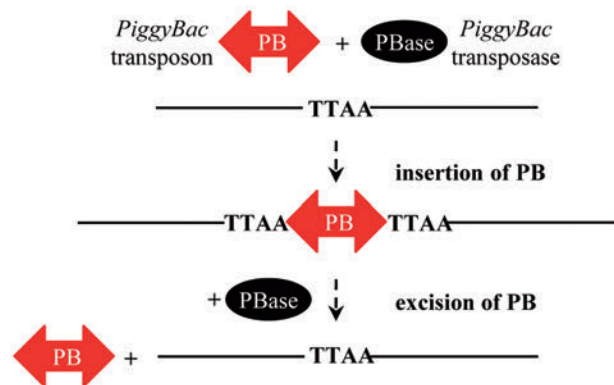 PiggyBac PB + PBase PiggyBac
transposon transposase
TTAA
insertion of PB
TTAA PB TTAA
+ PBase excision of PB
PB + TTAA